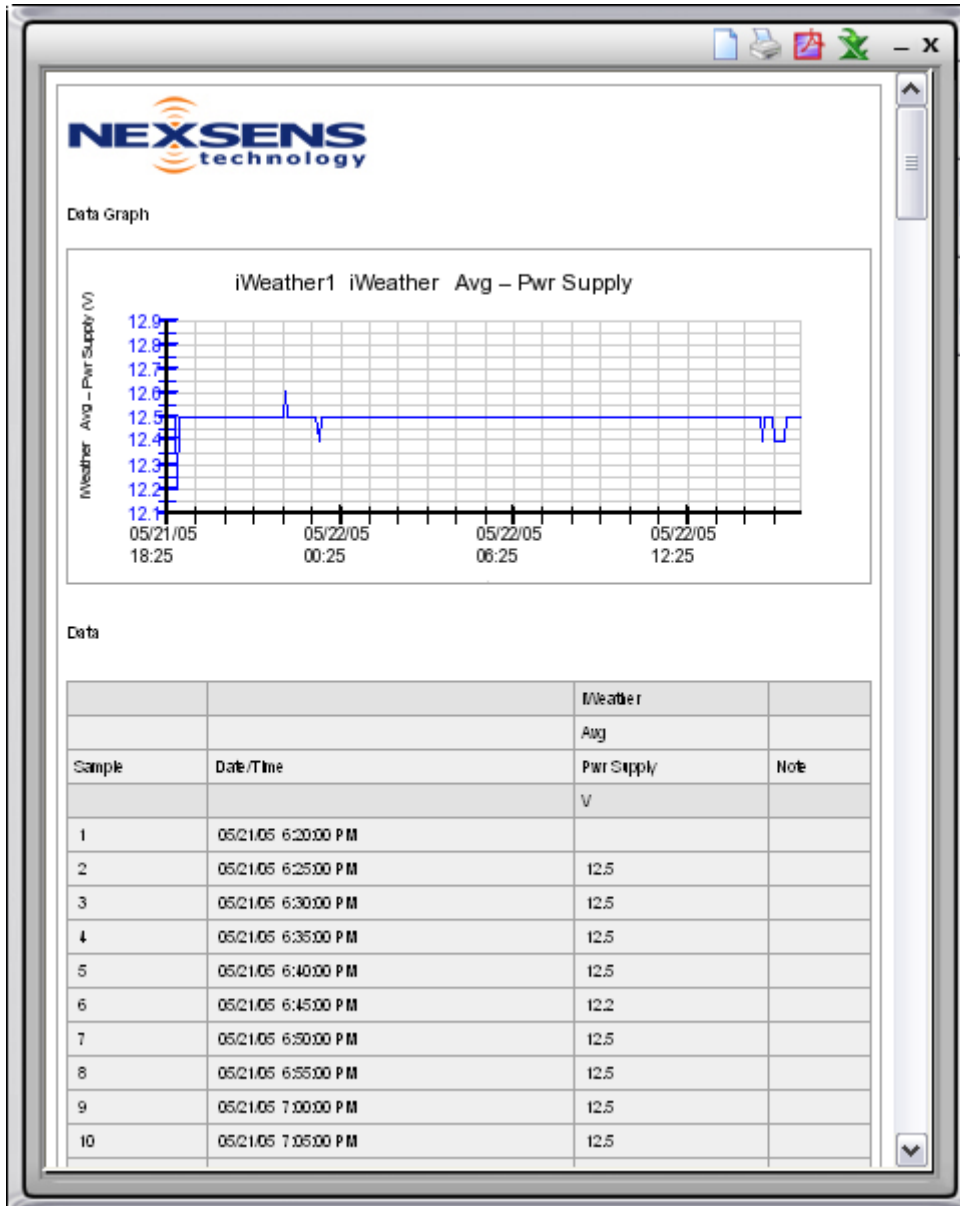 NEXSENS
technology
Data Graph
iWeather1 iWeather Avg – Pwr Supply
iWeather Avg – Pwr Supply (V)
12.9
12.8
12.7
12.6
12.5
12.4
12.3
12.2
12.1
05/21/05 05/22/05 05/22/05 05/22/05
18:25 00:25 06:25 12:25
Data
iWeather
Avg
Sample Date/Time Pwr Supply Note
V
1 05/21/05 6:20:00 PM
2 05/21/05 6:25:00 PM 12.5
3 05/21/05 6:30:00 PM 12.5
4 05/21/05 6:35:00 PM 12.5
5 05/21/05 6:40:00 PM 12.5
6 05/21/05 6:45:00 PM 12.2
7 05/21/05 6:50:00 PM 12.5
8 05/21/05 6:55:00 PM 12.5
9 05/21/05 7:00:00 PM 12.5
10 05/21/05 7:05:00 PM 12.5